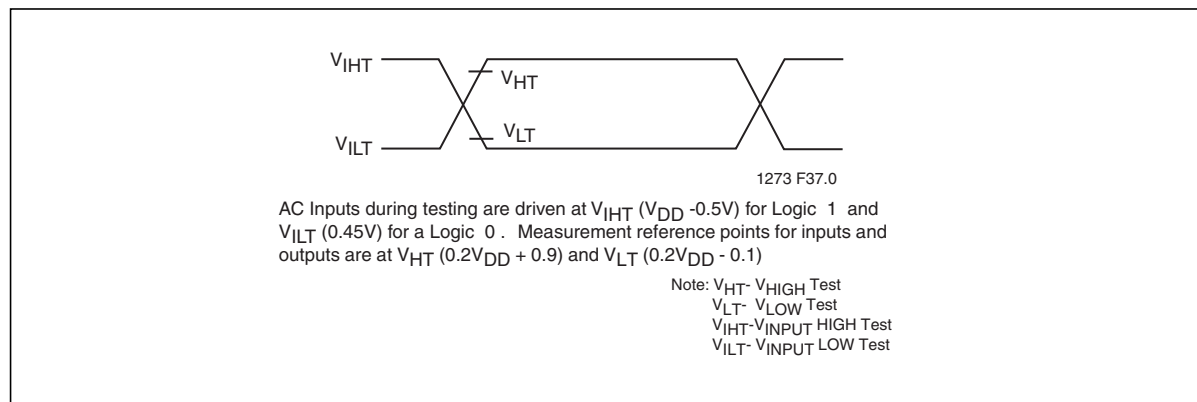 VIHT
VHT
VLT
VILT
1273 F37.0
AC Inputs during testing are driven at VIHT (VDD -0.5V) for Logic 1 and
VILT (0.45V) for a Logic 0 . Measurement reference points for inputs and
outputs are at VHT (0.2VDD + 0.9) and VLT (0.2VDD - 0.1)
Note: VHT- VHIGH Test
VLT- VLOW Test
VIHT-VINPUT HIGH Test
VILT- VINPUT LOW Test